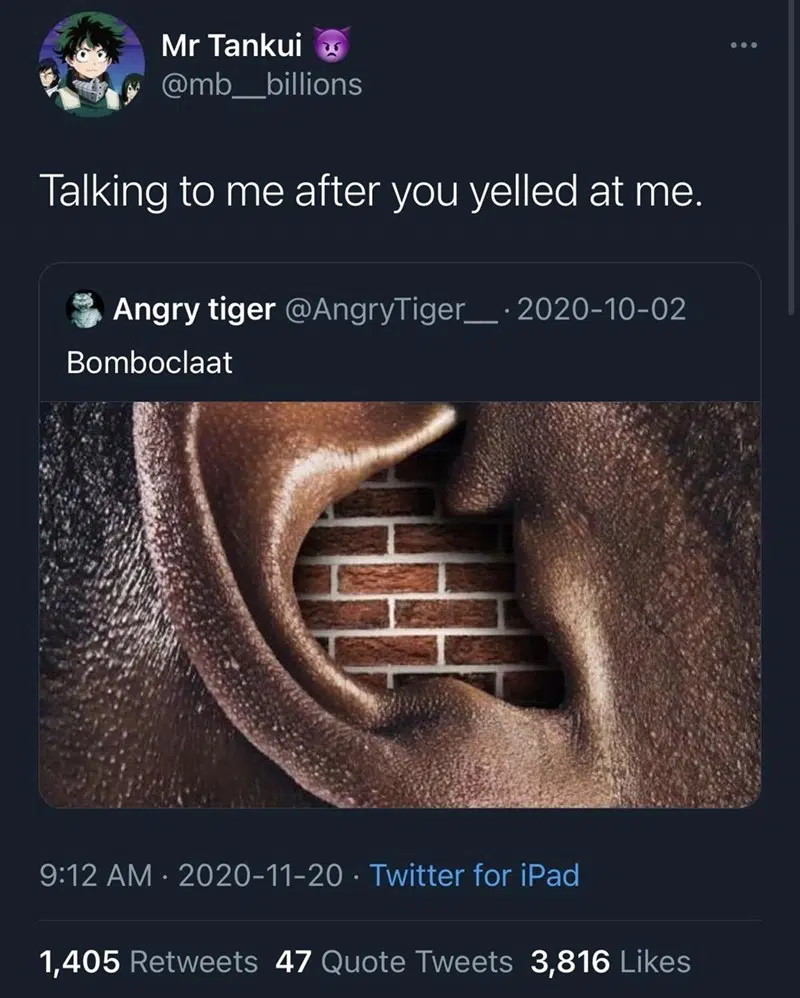 Mr Tankui 😈
@mb__billions
Talking to me after you yelled at me.
Angry tiger @AngryTiger__ · 2020-10-02
Bomboclaat
9:12 AM · 2020-11-20 · Twitter for iPad
1,405 Retweets 47 Quote Tweets 3,816 Likes